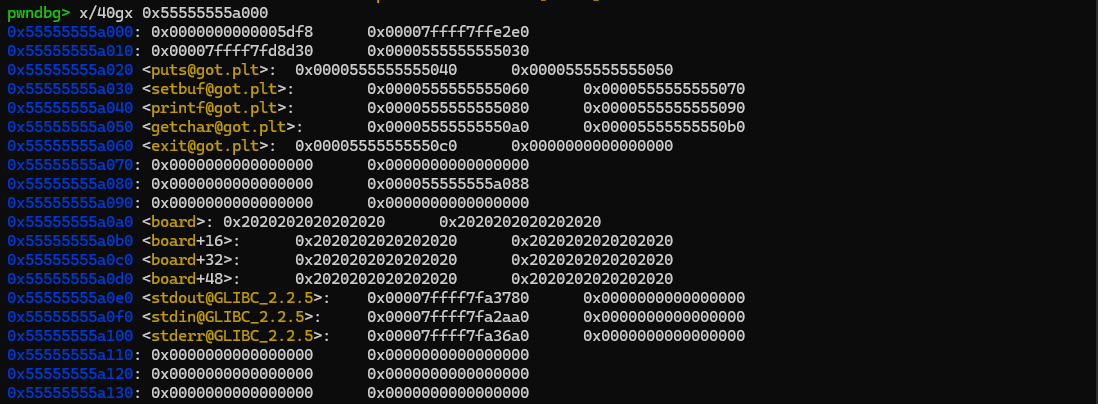 pwndbg> x/40gx 0x55555555a000
0x55555555a000: 0x0000000000005df8 0x00007ffff7ffe2e0
0x55555555a010: 0x00007ffff7fd8d30 0x0000555555555030
0x55555555a020 <puts@got.plt>: 0x0000555555555040 0x0000555555555050
0x55555555a030 <setbuf@got.plt>: 0x0000555555555060 0x0000555555555070
0x55555555a040 <printf@got.plt>: 0x0000555555555080 0x0000555555555090
0x55555555a050 <getchar@got.plt>: 0x00005555555550a0 0x00005555555550b0
0x55555555a060 <exit@got.plt>: 0x00005555555550c0 0x0000000000000000
0x55555555a070: 0x0000000000000000 0x0000000000000000
0x55555555a080: 0x0000000000000000 0x000055555555a088
0x55555555a090: 0x0000000000000000 0x0000000000000000
0x55555555a0a0 <board>: 0x2020202020202020 0x2020202020202020
0x55555555a0b0 <board+16>: 0x2020202020202020 0x2020202020202020
0x55555555a0c0 <board+32>: 0x2020202020202020 0x2020202020202020
0x55555555a0d0 <board+48>: 0x2020202020202020 0x2020202020202020
0x55555555a0e0 <stdout@GLIBC_2.2.5>: 0x00007ffff7fa3780 0x0000000000000000
0x55555555a0f0 <stdin@GLIBC_2.2.5>: 0x00007ffff7fa2aa0 0x0000000000000000
0x55555555a100 <stderr@GLIBC_2.2.5>: 0x00007ffff7fa36a0 0x0000000000000000
0x55555555a110: 0x0000000000000000 0x0000000000000000
0x55555555a120: 0x0000000000000000 0x0000000000000000
0x55555555a130: 0x0000000000000000 0x0000000000000000